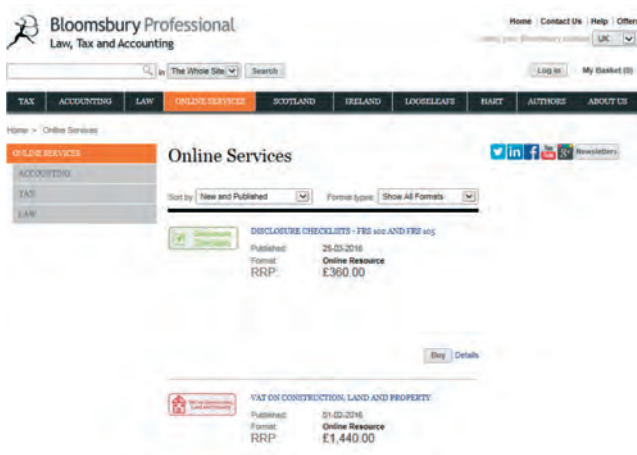 Bloomsbury Professional
Law, Tax and Accounting
Home Contact Us Help Offers
UK
in The Whole Site Search
Log in My Basket (0)
TAX ACCOUNTING LAW ONLINE SERVICES SCOTLAND IRELAND LOOSELEAFS HART AUTHORS ABOUT US
Home > Online Services
ONLINE SERVICES
ACCOUNTING
TAX
LAW
Online Services
Newsletters
Sort by New and Published Format types: Show All Formats
DISCLOSURE CHECKLISTS - FRS 102 AND FRS 105
Published:
Format: Online Resource
RRP: £360.00
Buy Details
VAT ON CONSTRUCTION, LAND AND PROPERTY
Published: 01-02-2016
Format: Online Resource
RRP: £1,440.00